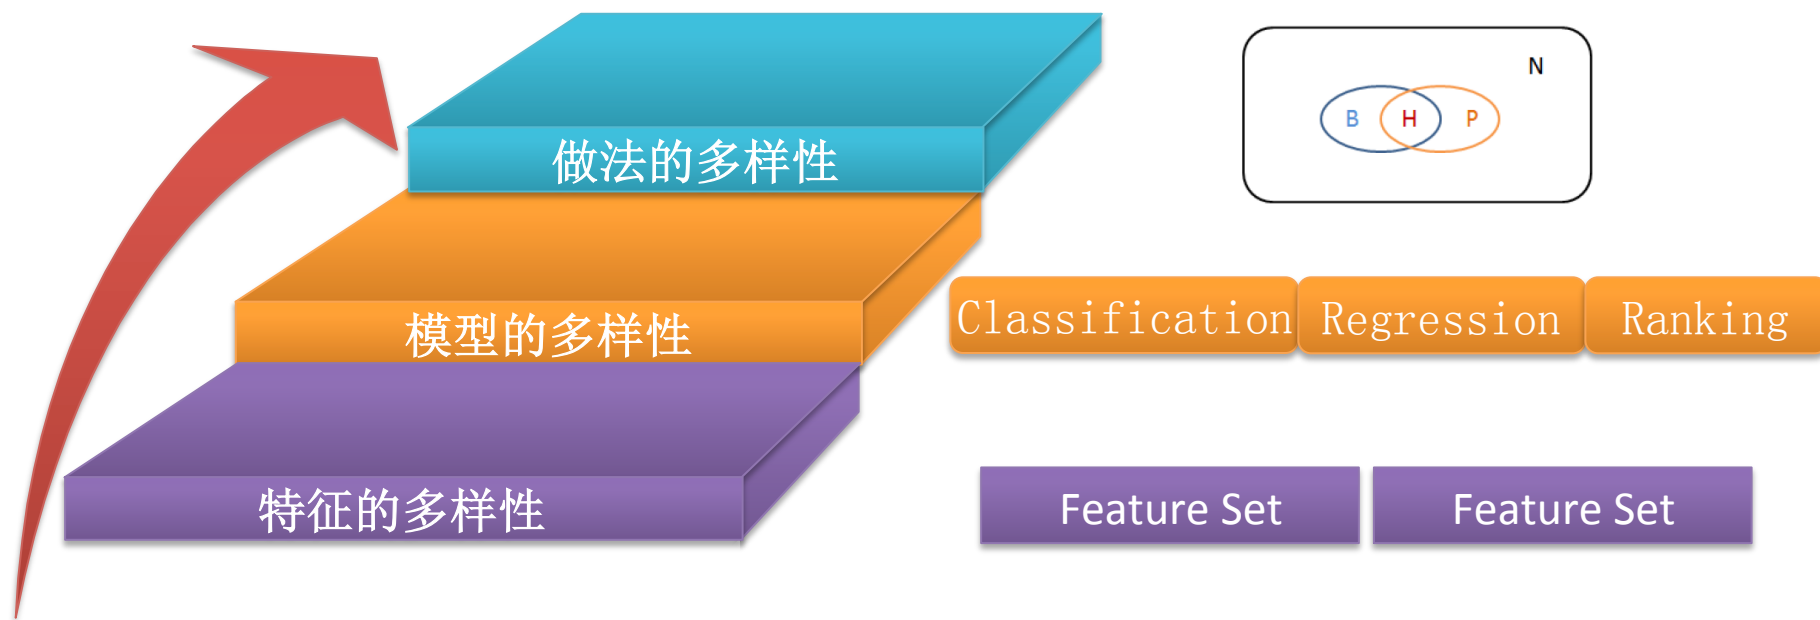 N
B H P
做法的多样性
模型的多样性
Classification Regression Ranking
特征的多样性
Feature Set Feature Set